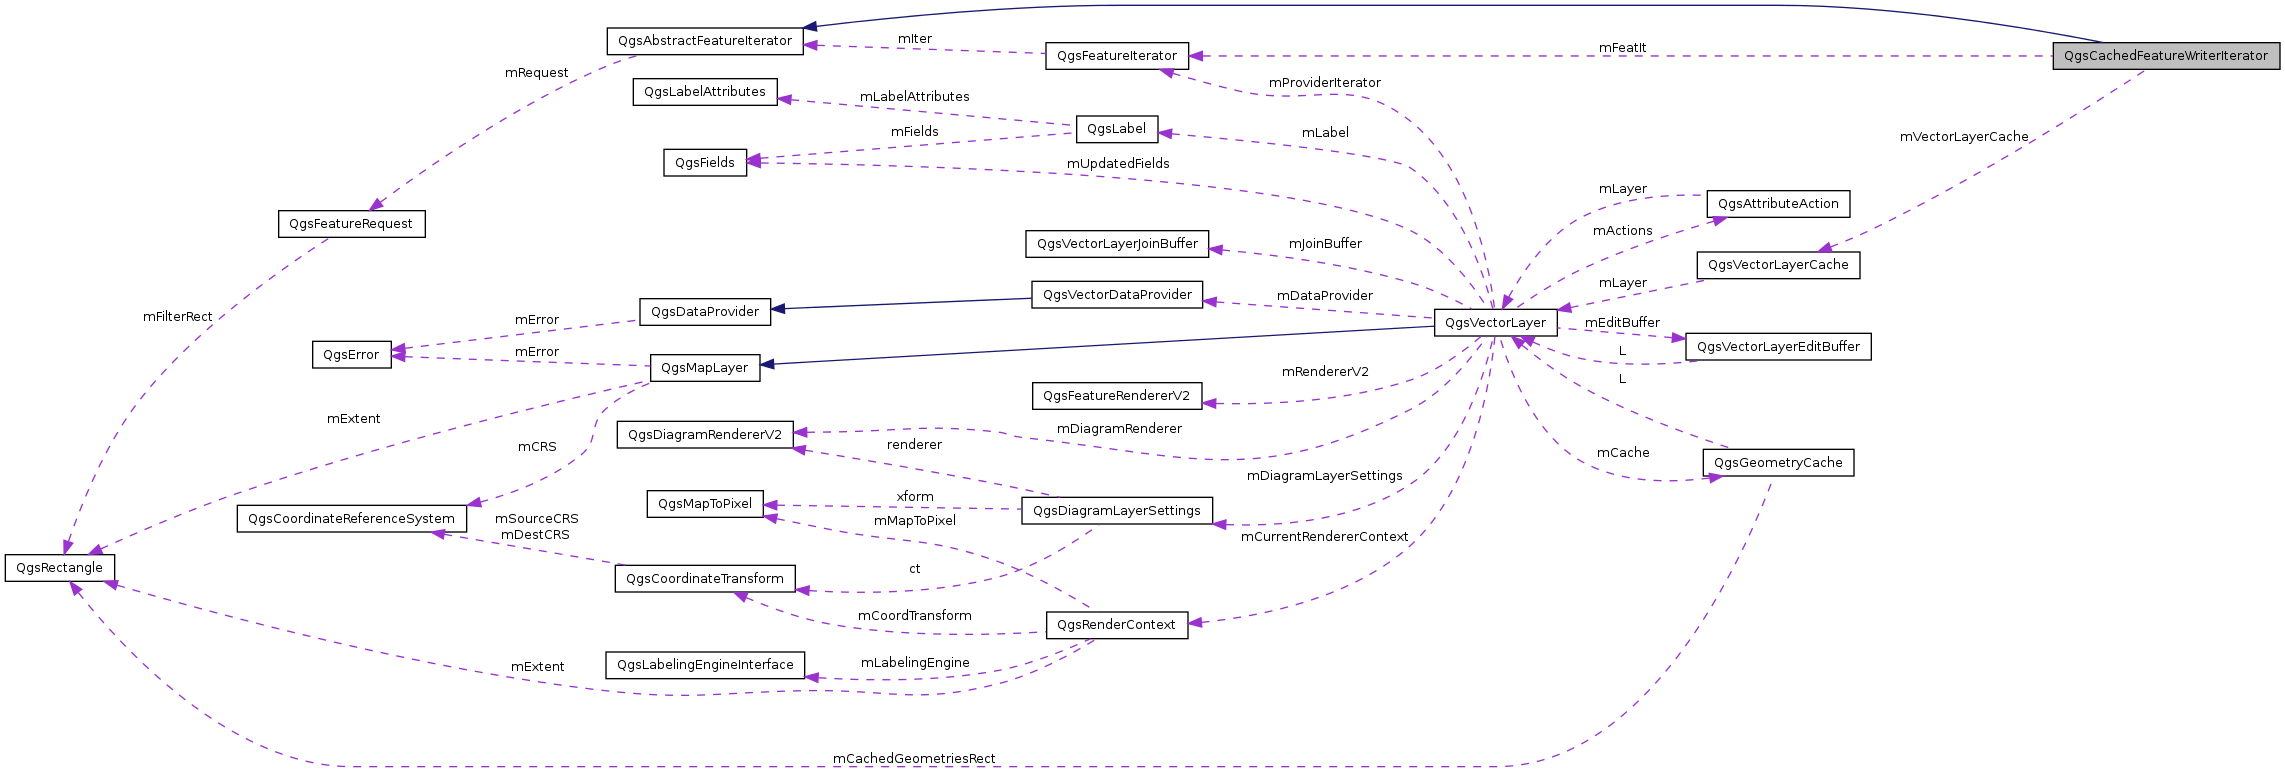 QgsAbstractFeatureIterator
mIter
QgsFeatureIterator
mFeatIt
QgsCachedFeatureWriterIterator
mRequest
QgsLabelAttributes
mLabelAttributes
mProviderIterator
QgsLabel
mLabel
mFields
QgsFields
mUpdatedFields
mVectorLayerCache
mLayer
QgsAttributeAction
QgsFeatureRequest
mActions
QgsVectorLayerJoinBuffer
mJoinBuffer
QgsVectorLayerCache
mLayer
QgsVectorDataProvider
mDataProvider
QgsDataProvider
mFilterRect
mError
QgsVectorLayer
mEditBuffer
QgsVectorLayerEditBuffer
L
QgsError
mError
QgsMapLayer
mRendererV2
L
QgsFeatureRendererV2
mExtent
mCRS
QgsDiagramRendererV2
mDiagramRenderer
renderer
mCache
QgsGeometryCache
mDiagramLayerSettings
QgsMapToPixel
xform
QgsDiagramLayerSettings
mMapToPixel
QgsCoordinateReferenceSystem
mSourceCRS
mDestCRS
mCurrentRendererContext
QgsRectangle
QgsCoordinateTransform
ct
mCoordTransform
QgsRenderContext
QgsLabelingEngineInterface
mLabelingEngine
mExtent
mCachedGeometriesRect